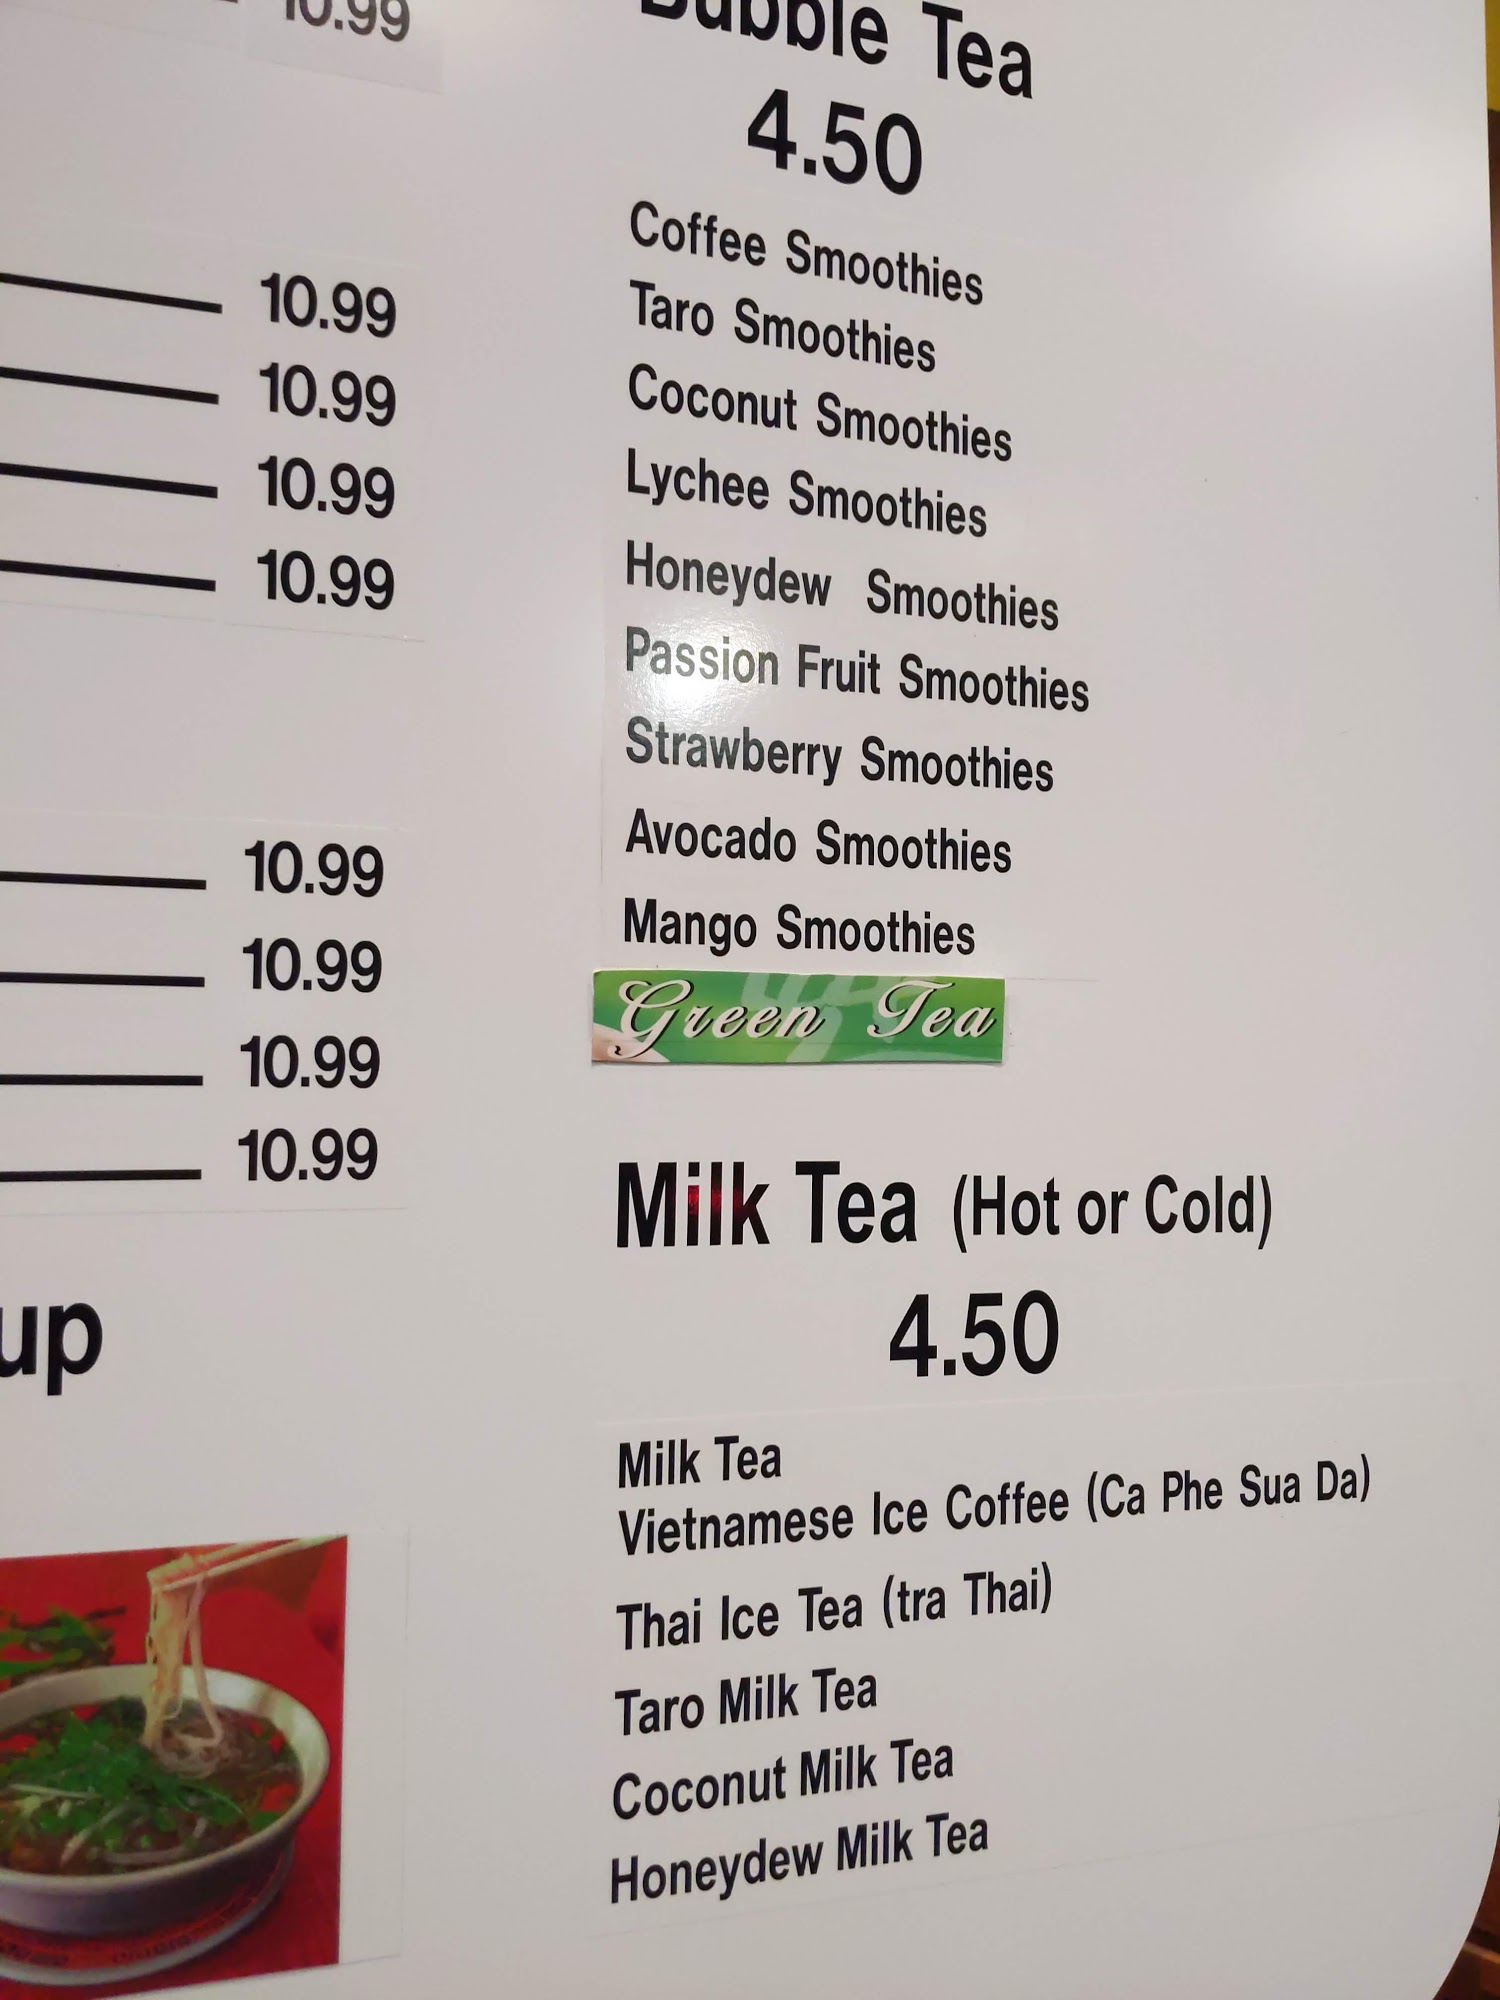 10.99
10.99
10.99
10.99
10.99
10.99
10.99
10.99
10.99
up
Bubble Tea
4.50
Coffee Smoothies
Taro Smoothies
Coconut Smoothies
Lychee Smoothies
Honeydew Smoothies
Passion Fruit Smoothies
Strawberry Smoothies
Avocado Smoothies
Mango Smoothies
Green Tea
Milk Tea (Hot or Cold)
4.50
Milk Tea
Vietnamese Ice Coffee (Ca Phe Sua Da)
Thai Ice Tea (tra Thai)
Taro Milk Tea
Coconut Milk Tea
Honeydew Milk Tea